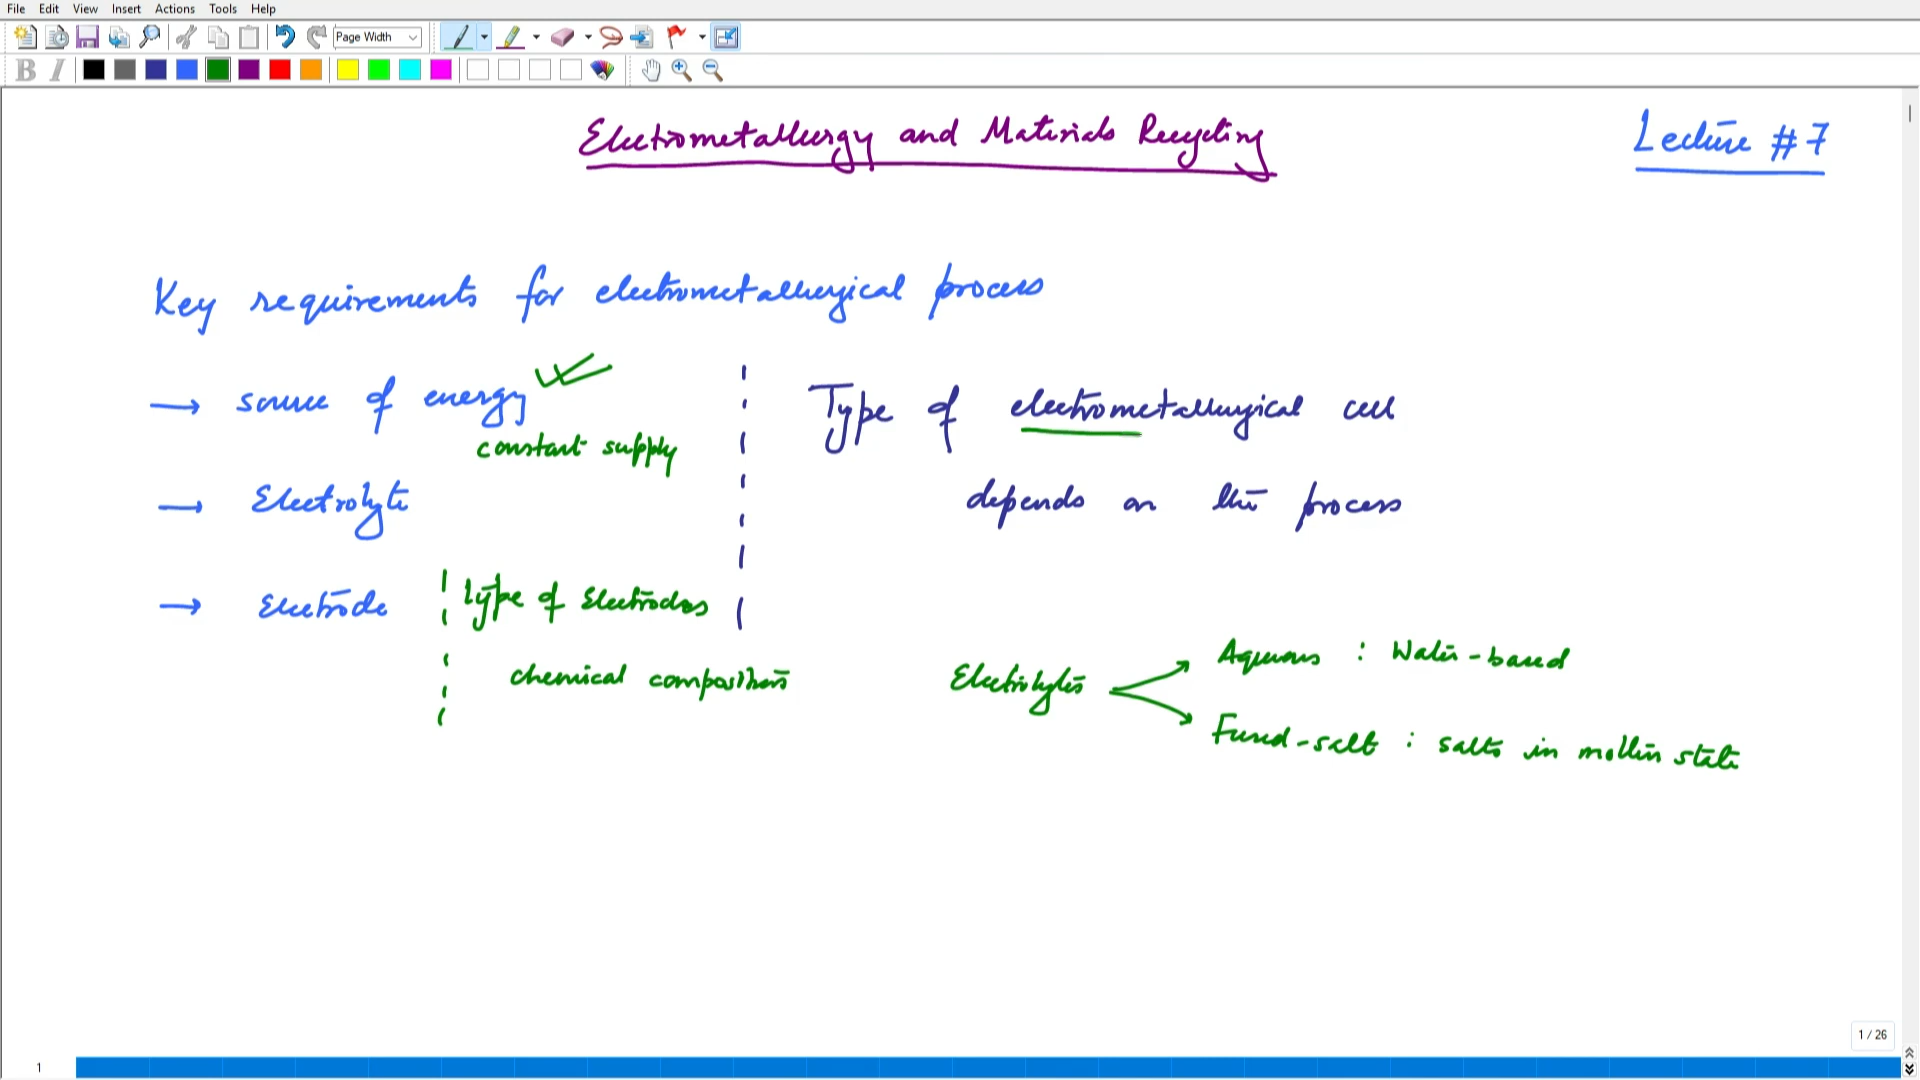 File Edit View Insert Actions Tools Help
Page Width
B I
Electrometallurgy and Materials Recycling
Lecture #7
Key requirements for electrometallurgical process
→ source of energy
constant supply
→ Electrolyte
→ Electrode
Type of Electrodes
chemical compositions
Type of electrometallurgical cell
depends on the process
Electrolytes
Aqueous : Water-based
Fused-salt : salts in molten state
1 / 26
1